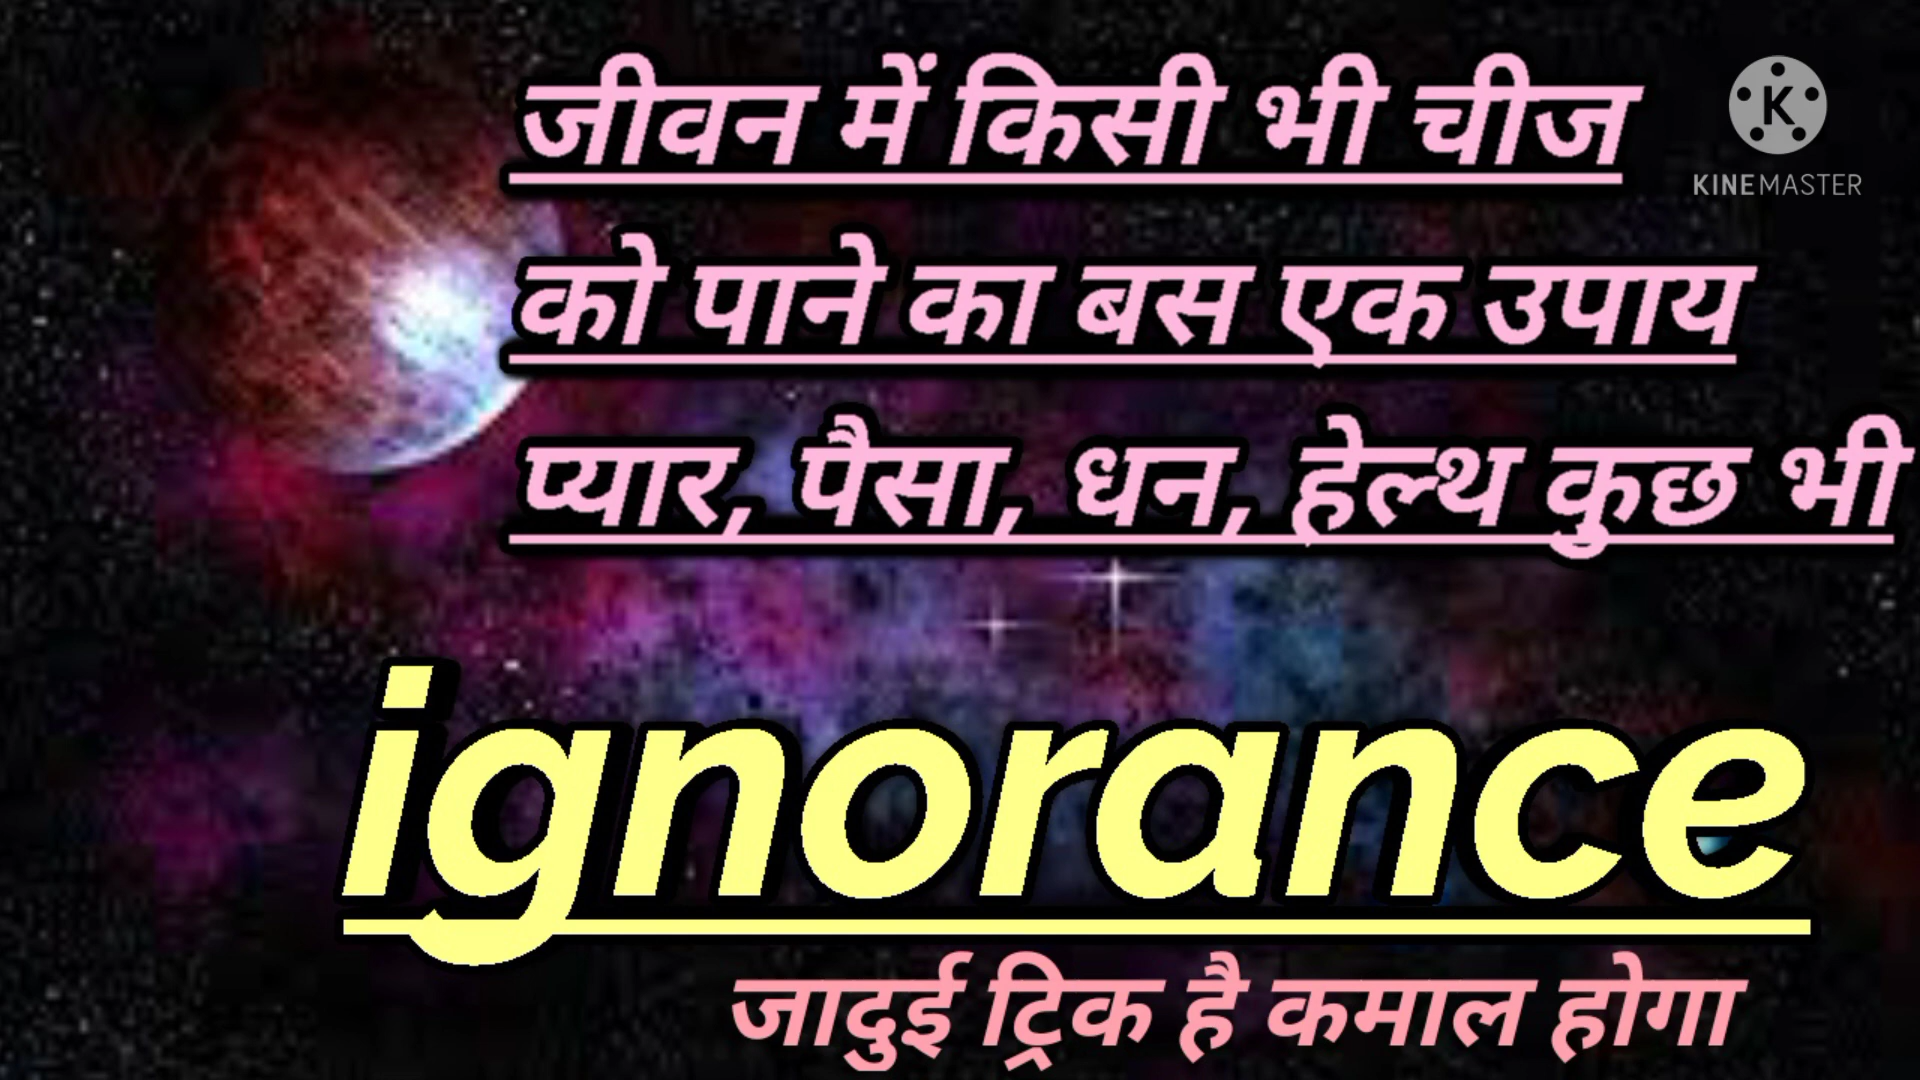 जीवन में किसी भी चीज
को पाने का बस एक उपाय
प्यार, पैसा, धन, हेल्थ कुछ भी
ignorance
जादुई ट्रिक है कमाल होगा
K
KINEMASTER